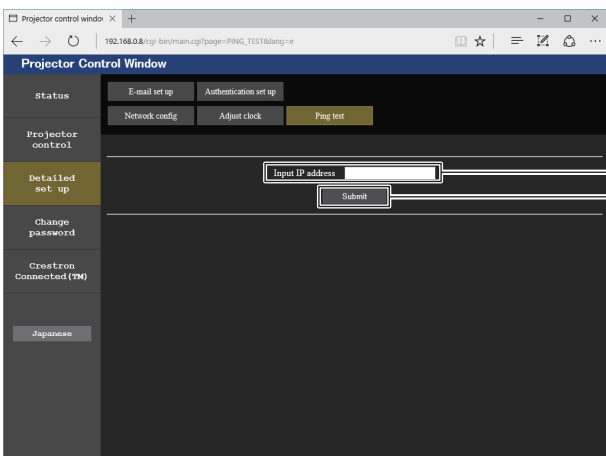 Projector control windov
192.168.0.8/cgi-bin/main.cgi?page=PING_TEST&lang=e
Projector Control Window
Status
E-mail set up
Authentication set up
Network config
Adjust clock
Ping test
Projector
control
Detailed
set up
Input IP address
Submit
Change
password
Crestron
Connected(TM)
Japanese